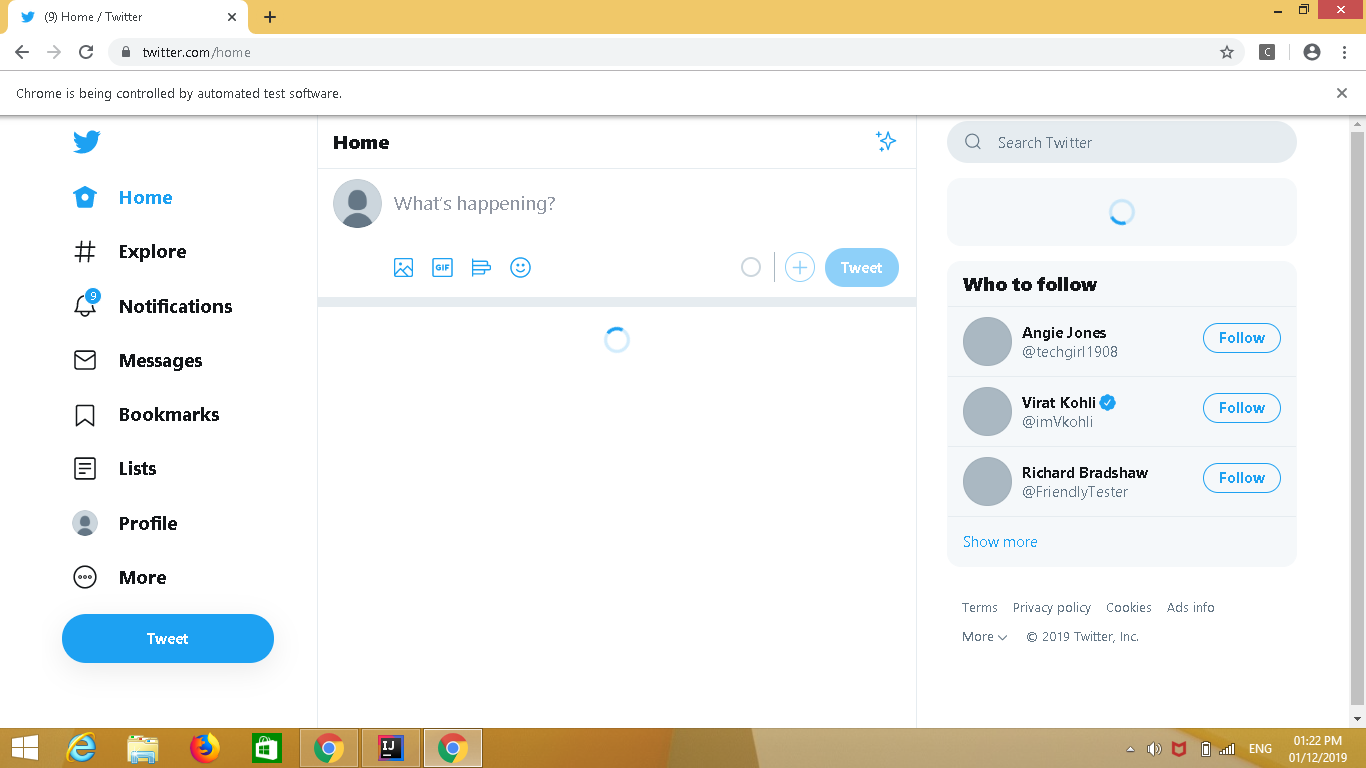 (9) Home / Twitter
twitter.com/home
C
Chrome is being controlled by automated test software.
Home
Explore
9
Notifications
Messages
Bookmarks
Lists
Profile
More
Tweet
Home
What's happening?
GIF
Tweet
Search Twitter
Who to follow
Angie Jones
@techgirl1908
Follow
Virat Kohli
@imVkohli
Follow
Richard Bradshaw
@FriendlyTester
Follow
Show more
Terms Privacy policy Cookies Ads info
More © 2019 Twitter, Inc.
IJ
ENG
01:22 PM
01/12/2019